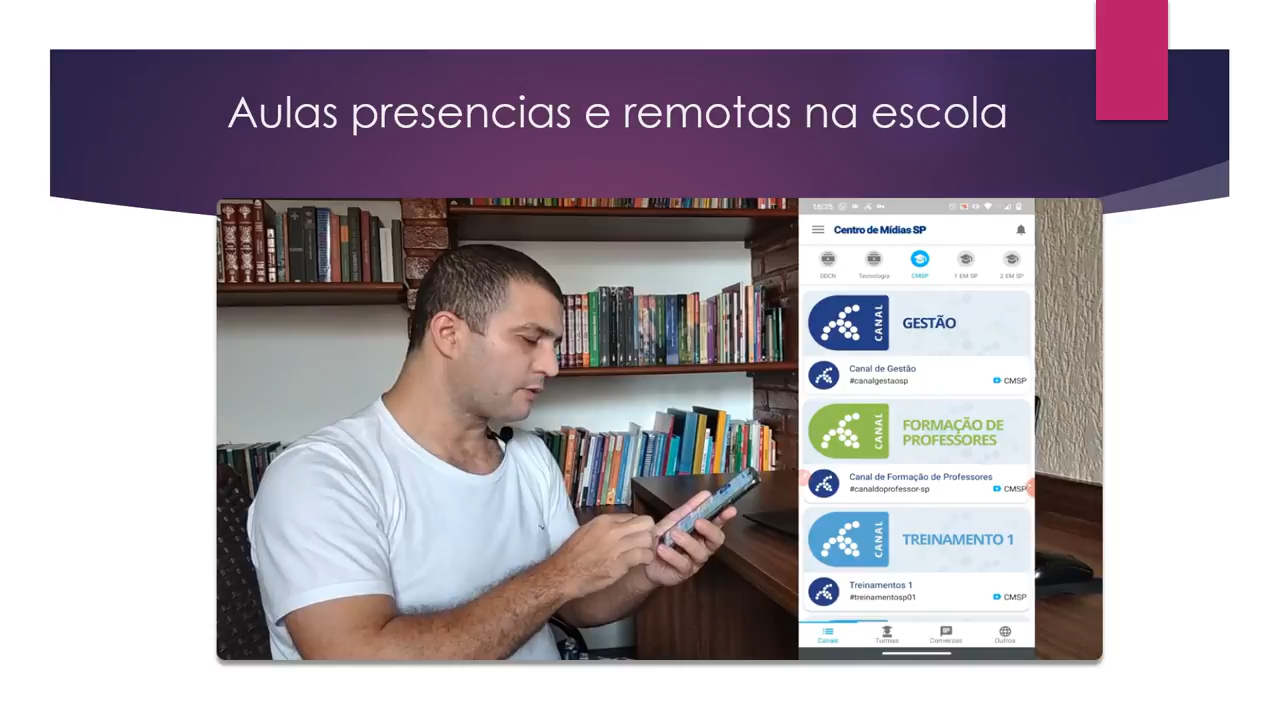 Aulas presencias e remotas na escola
16:25
Centro de Mídias SP
DDCN
Tecnologia
CMSP
1 EM SP
2 EM SP
CANAL
GESTÃO
Canal de Gestão
#canalgestaosp
CMSP
CANAL
FORMAÇÃO DE
PROFESSORES
Canal de Formação de Professores
#canaldoprofessor-sp
CMSP
CANAL
TREINAMENTO 1
Treinamentos 1
#treinamentosp01
CMSP
Canais
Turmas
Conversas
Outros